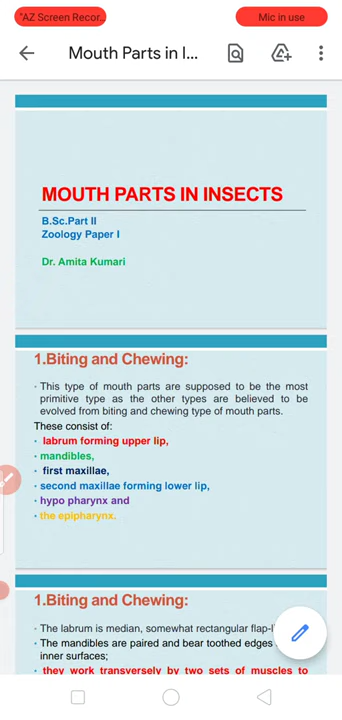 "AZ Screen Recor..
Mic in use
Mouth Parts in I...
MOUTH PARTS IN INSECTS
B.Sc.Part II
Zoology Paper I
Dr. Amita Kumari
1.Biting and Chewing:
• This type of mouth parts are supposed to be the most
primitive type as the other types are believed to be
evolved from biting and chewing type of mouth parts.
These consist of:
• labrum forming upper lip,
• mandibles,
• first maxillae,
• second maxillae forming lower lip,
• hypo pharynx and
• the epipharynx.
1.Biting and Chewing:
• The labrum is median, somewhat rectangular flap-l
• The mandibles are paired and bear toothed edges
inner surfaces;
• they work transversely by two sets of muscles to